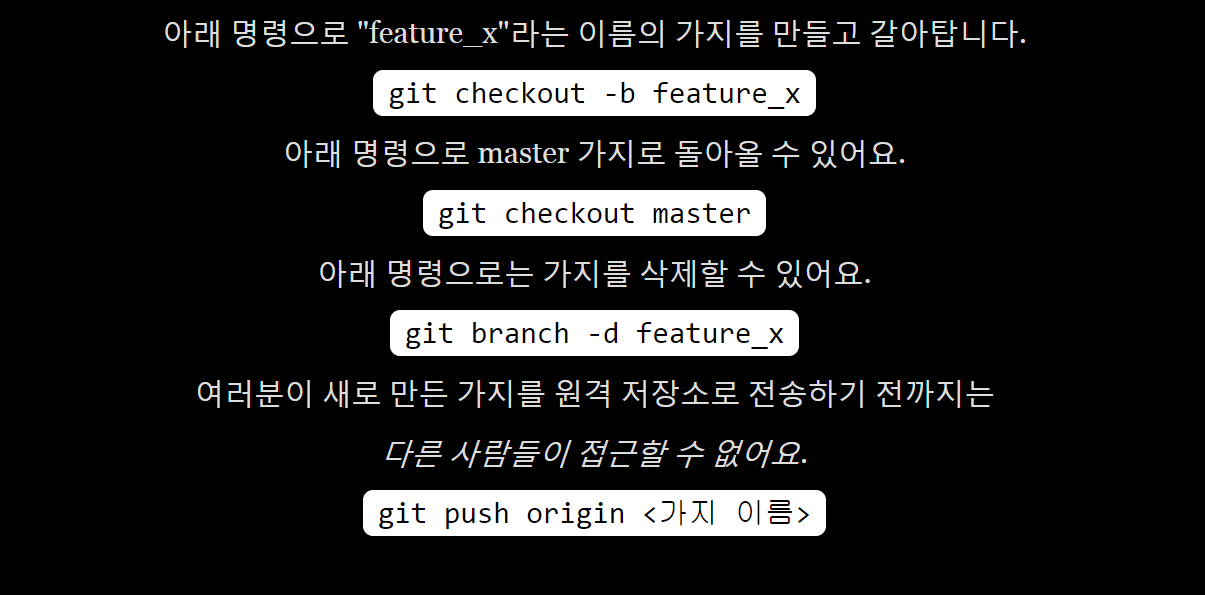 아래 명령으로 "feature_x"라는 이름의 가지를 만들고 갈아탑니다.
git checkout -b feature_x
아래 명령으로 master 가지로 돌아올 수 있어요.
git checkout master
아래 명령으로는 가지를 삭제할 수 있어요.
git branch -d feature_x
여러분이 새로 만든 가지를 원격 저장소로 전송하기 전까지는
다른 사람들이 접근할 수 없어요.
git push origin <가지 이름>